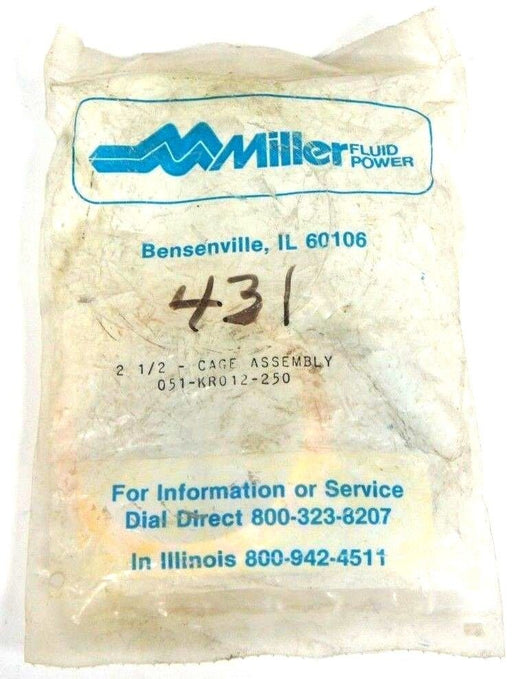 Miller FLUID
POWER
Bensenville, IL 60106
431
2 1/2 - CAGE ASSEMBLY
051-KR012-250
For Information or Service
Dial Direct 800-323-8207
In Illinois 800-942-4511